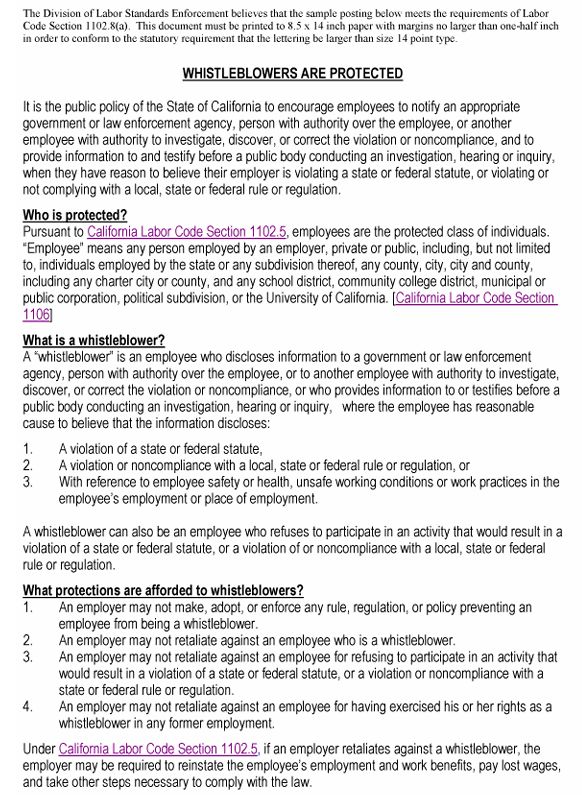 The Division of Labor Standards Enforcement believes that the sample posting below meets the requirements of Labor
Code Section 1102.8(a). This document must be printed to 8.5 x 14 inch paper with margins no larger than one-half inch
in order to conform to the statutory requirement that the lettering be larger than size 14 point type.
WHISTLEBLOWERS ARE PROTECTED
It is the public policy of the State of California to encourage employees to notify an appropriate
government or law enforcement agency, person with authority over the employee, or another
employee with authority to investigate, discover, or correct the violation or noncompliance, and to
provide information to and testify before a public body conducting an investigation, hearing or inquiry,
when they have reason to believe their employer is violating a state or federal statute, or violating or
not complying with a local, state or federal rule or regulation.
Who is protected?
Pursuant to California Labor Code Section 1102.5, employees are the protected class of individuals.
“Employee” means any person employed by an employer, private or public, including, but not limited
to, individuals employed by the state or any subdivision thereof, any county, city, city and county,
including any charter city or county, and any school district, community college district, municipal or
public corporation, political subdivision, or the University of California. [California Labor Code Section
1106]
What is a whistleblower?
A “whistleblower” is an employee who discloses information to a government or law enforcement
agency, person with authority over the employee, or to another employee with authority to investigate,
discover, or correct the violation or noncompliance, or who provides information to or testifies before a
public body conducting an investigation, hearing or inquiry, where the employee has reasonable
cause to believe that the information discloses:
1. A violation of a state or federal statute,
2. A violation or noncompliance with a local, state or federal rule or regulation, or
3. With reference to employee safety or health, unsafe working conditions or work practices in the
employee’s employment or place of employment.
A whistleblower can also be an employee who refuses to participate in an activity that would result in a
violation of a state or federal statute, or a violation of or noncompliance with a local, state or federal
rule or regulation.
What protections are afforded to whistleblowers?
1. An employer may not make, adopt, or enforce any rule, regulation, or policy preventing an
employee from being a whistleblower.
2. An employer may not retaliate against an employee who is a whistleblower.
3. An employer may not retaliate against an employee for refusing to participate in an activity that
would result in a violation of a state or federal statute, or a violation or noncompliance with a
state or federal rule or regulation.
4. An employer may not retaliate against an employee for having exercised his or her rights as a
whistleblower in any former employment.
Under California Labor Code Section 1102.5, if an employer retaliates against a whistleblower, the
employer may be required to reinstate the employee’s employment and work benefits, pay lost wages,
and take other steps necessary to comply with the law.